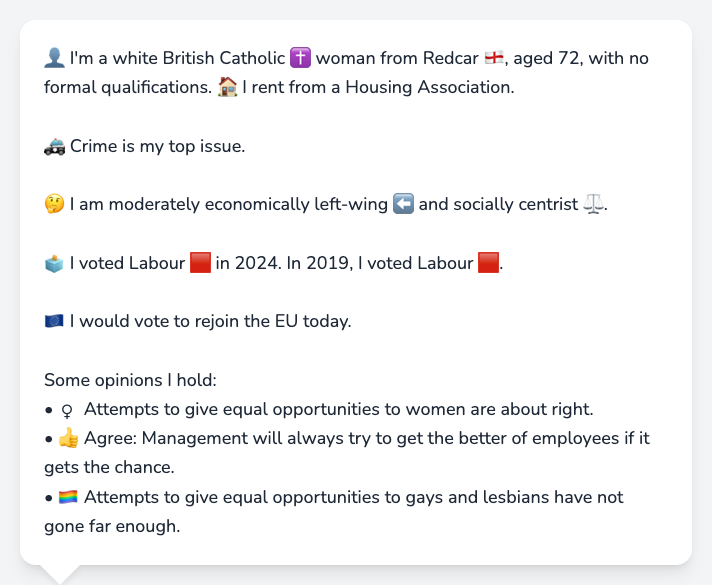 👤 I'm a white British Catholic ✝️ woman from Redcar 🏴󠁧󠁢󠁥󠁮󠁧󠁿, aged 72, with no
formal qualifications. 🏠 I rent from a Housing Association.
🚓 Crime is my top issue.
🤔 I am moderately economically left-wing ⬅️ and socially centrist ⚖️.
🗳️ I voted Labour 🟥 in 2024. In 2019, I voted Labour 🟥.
🇪🇺 I would vote to rejoin the EU today.
Some opinions I hold:
• ♀ Attempts to give equal opportunities to women are about right.
• 👍 Agree: Management will always try to get the better of employees if it
gets the chance.
• 🏳️‍🌈 Attempts to give equal opportunities to gays and lesbians have not
gone far enough.